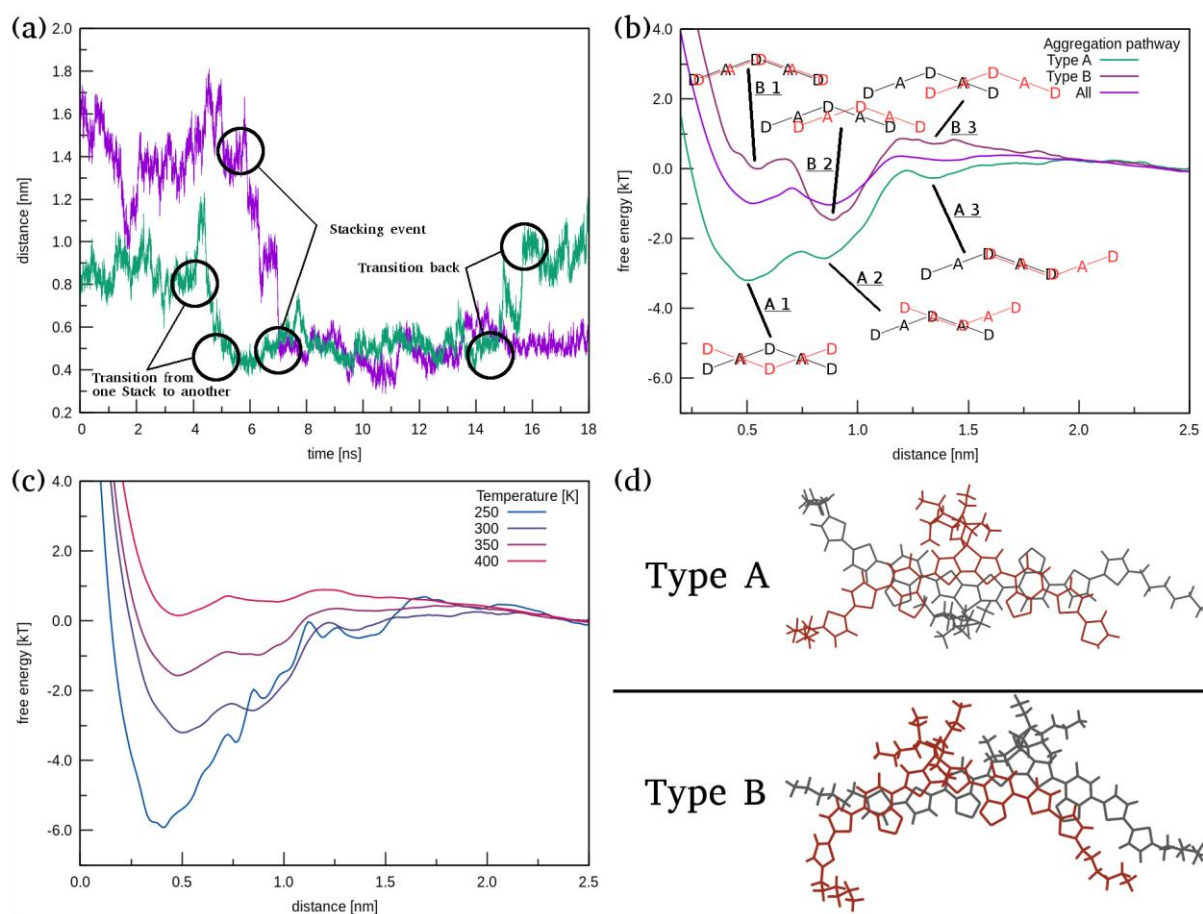 (a)
2.0
1.8
1.6
1.4
1.2
1.0
0.8
0.6
0.4
0.2
distance [nm]
Stacking event
Transition back
Transition from
one Stack to another
0 2 4 6 8 10 12 14 16 18
time [ns]
(b)
4.0
2.0
0.0
-2.0
-4.0
-6.0
free energy [kT]
Aggregation pathway
Type A
Type B
All
D A D A D
D A D A D
B 1
D A D A D
D A D A D
B 3
D A D A D
D A D A D
B 2
A 3
D A D A D
D A D A D
A 2
D A D A D
D A D A D
A 1
D A D A D
D A D A D
0.5 1.0 1.5 2.0 2.5
distance [nm]
(c)
4.0
2.0
0.0
-2.0
-4.0
-6.0
free energy [kT]
Temperature [K]
250
300
350
400
0.0 0.5 1.0 1.5 2.0 2.5
distance [nm]
(d)
Type A
Type B